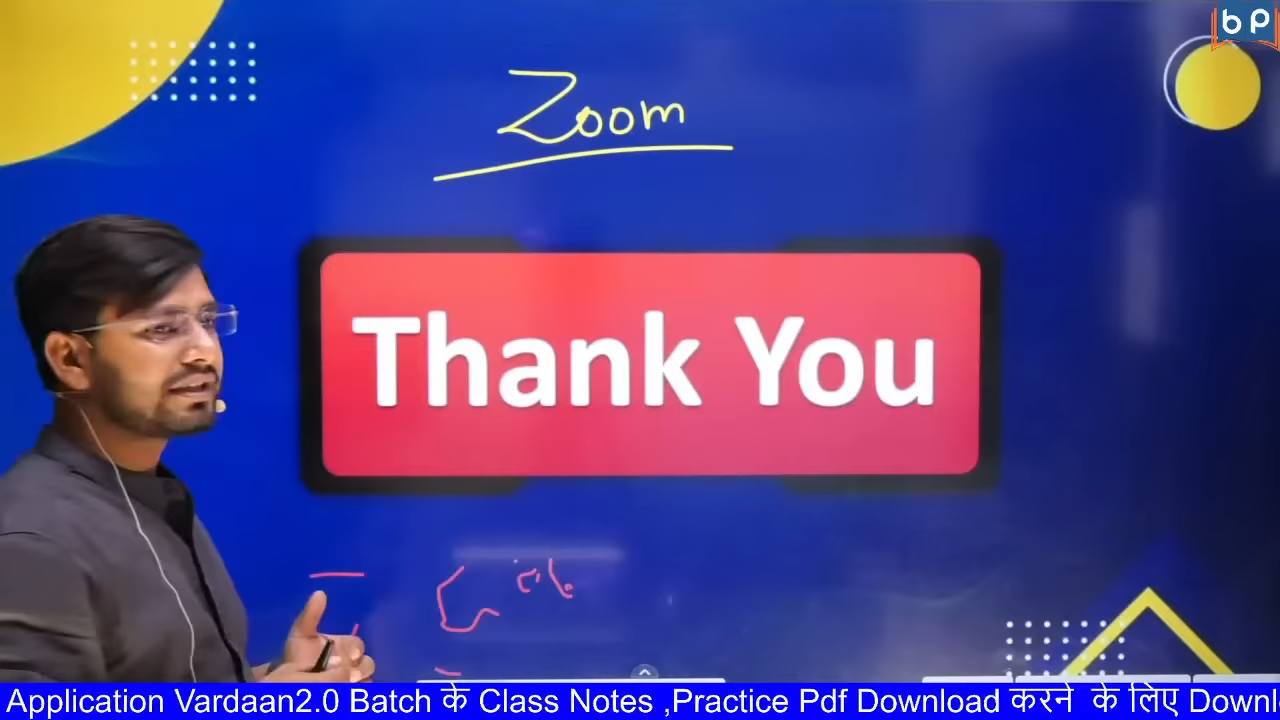 bP
Zoom
Thank You
Application Vardaan2.0 Batch के Class Notes ,Practice Pdf Download करने के लिए Downl